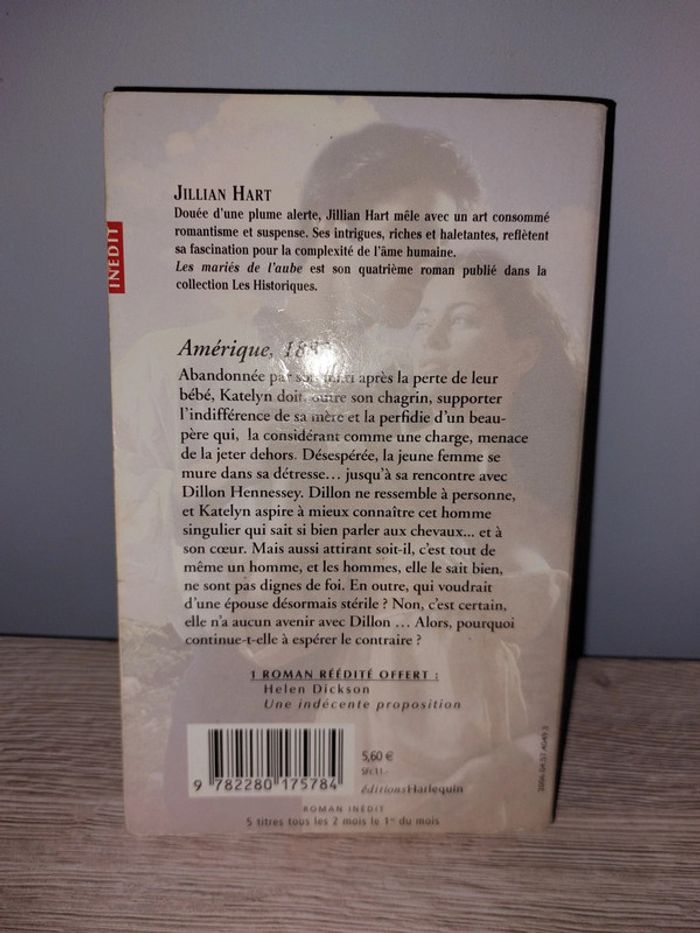 JILLIAN HART
Douée d'une plume alerte, Jillian Hart mêle avec un art consommé
romantisme et suspense. Ses intrigues, riches et haletantes, reflètent
sa fascination pour la complexité de l'âme humaine.
Les mariés de l'aube est son quatrième roman publié dans la
collection Les Historiques.
INÉDIT
Amérique,
Abandonnée par son mari après la perte de leur
bébé, Katelyn doit, outre son chagrin, supporter
l'indifférence de sa mère et la perfidie d'un beau-
père qui, la considérant comme une charge, menace
de la jeter dehors. Désespérée, la jeune femme se
mure dans sa détresse... jusqu'à sa rencontre avec
Dillon Hennessey. Dillon ne ressemble à personne,
et Katelyn aspire à mieux connaître cet homme
singulier qui sait si bien parler aux chevaux... et à
son cœur. Mais aussi attirant soit-il, c'est tout de
même un homme, et les hommes, elle le sait bien,
ne sont pas dignes de foi. En outre, qui voudrait
d'une épouse désormais stérile ? Non, c'est certain,
elle n'a aucun avenir avec Dillon ... Alors, pourquoi
continue-t-elle à espérer le contraire ?
1 ROMAN RÉÉDITÉ OFFERT :
Helen Dickson
Une indécente proposition
5,60 €
SFr.11.-
9 782280 175784
éditionsHarlequin
ROMAN INÉDIT
5 titres tous les 2 mois le 1er du mois